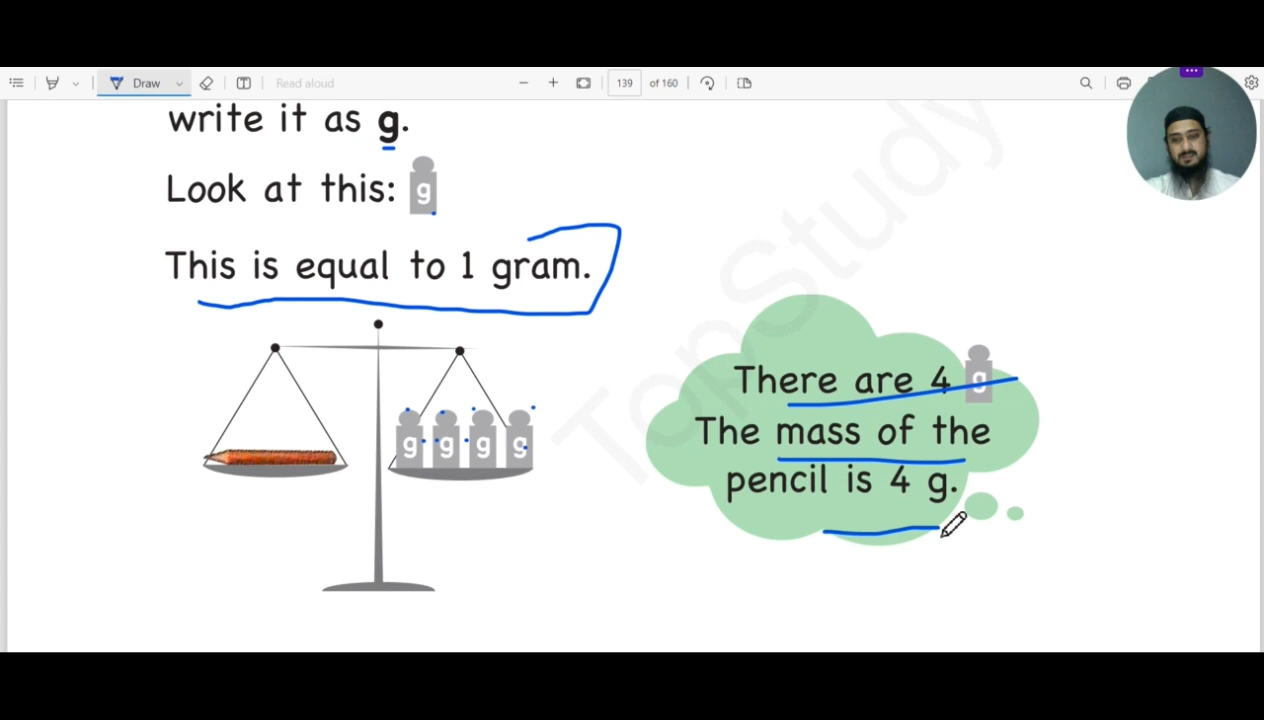 Draw
Read aloud
139 of 160
write it as g.
Look at this: g
This is equal to 1 gram.
g g g g
There are 4 g
The mass of the
pencil is 4 g.
TopStudy